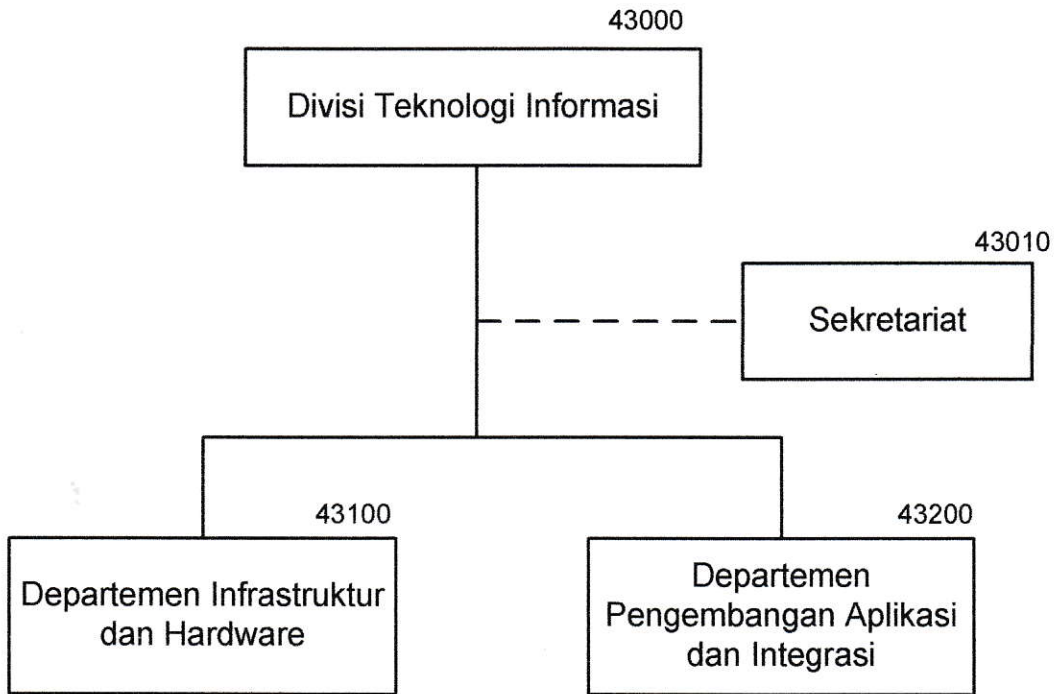 43000
Divisi Teknologi Informasi
43010
Sekretariat
43100
Departemen Infrastruktur
dan Hardware
43200
Departemen
Pengembangan Aplikasi
dan Integrasi